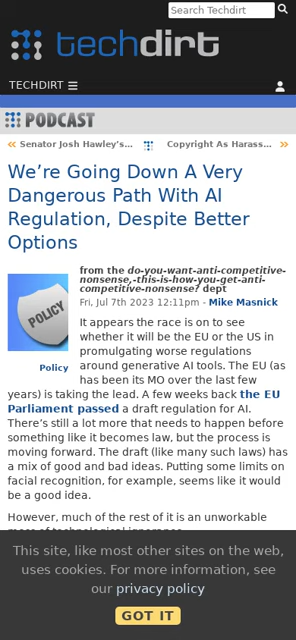 Search Techdirt
techdirt
TECHDIRT
PODCAST
Senator Josh Hawley's...
Copyright As Harass...
We're Going Down A Very
Dangerous Path With AI
Regulation, Despite Better
Options
from the do-you-want-anti-competitive-
nonsense,-this-is-how-you-get-anti-
competitive-nonsense? dept
Fri, Jul 7th 2023 12:11pm - Mike Masnick
POLICY
Policy
It appears the race is on to see
whether it will be the EU or the US in
promulgating worse regulations
around generative AI tools. The EU (as
has been its MO over the last few
years) is taking the lead. A few weeks back the EU
Parliament passed a draft regulation for AI.
There's still a lot more that needs to happen before
something like it becomes law, but the process is
moving forward. The draft (like many such laws) has
a mix of good and bad ideas. Putting some limits on
facial recognition, for example, seems like it would
be a good idea.
However, much of the rest of it is an unworkable
This site, like most other sites on the web,
uses cookies. For more information, see
our privacy policy
GOT IT